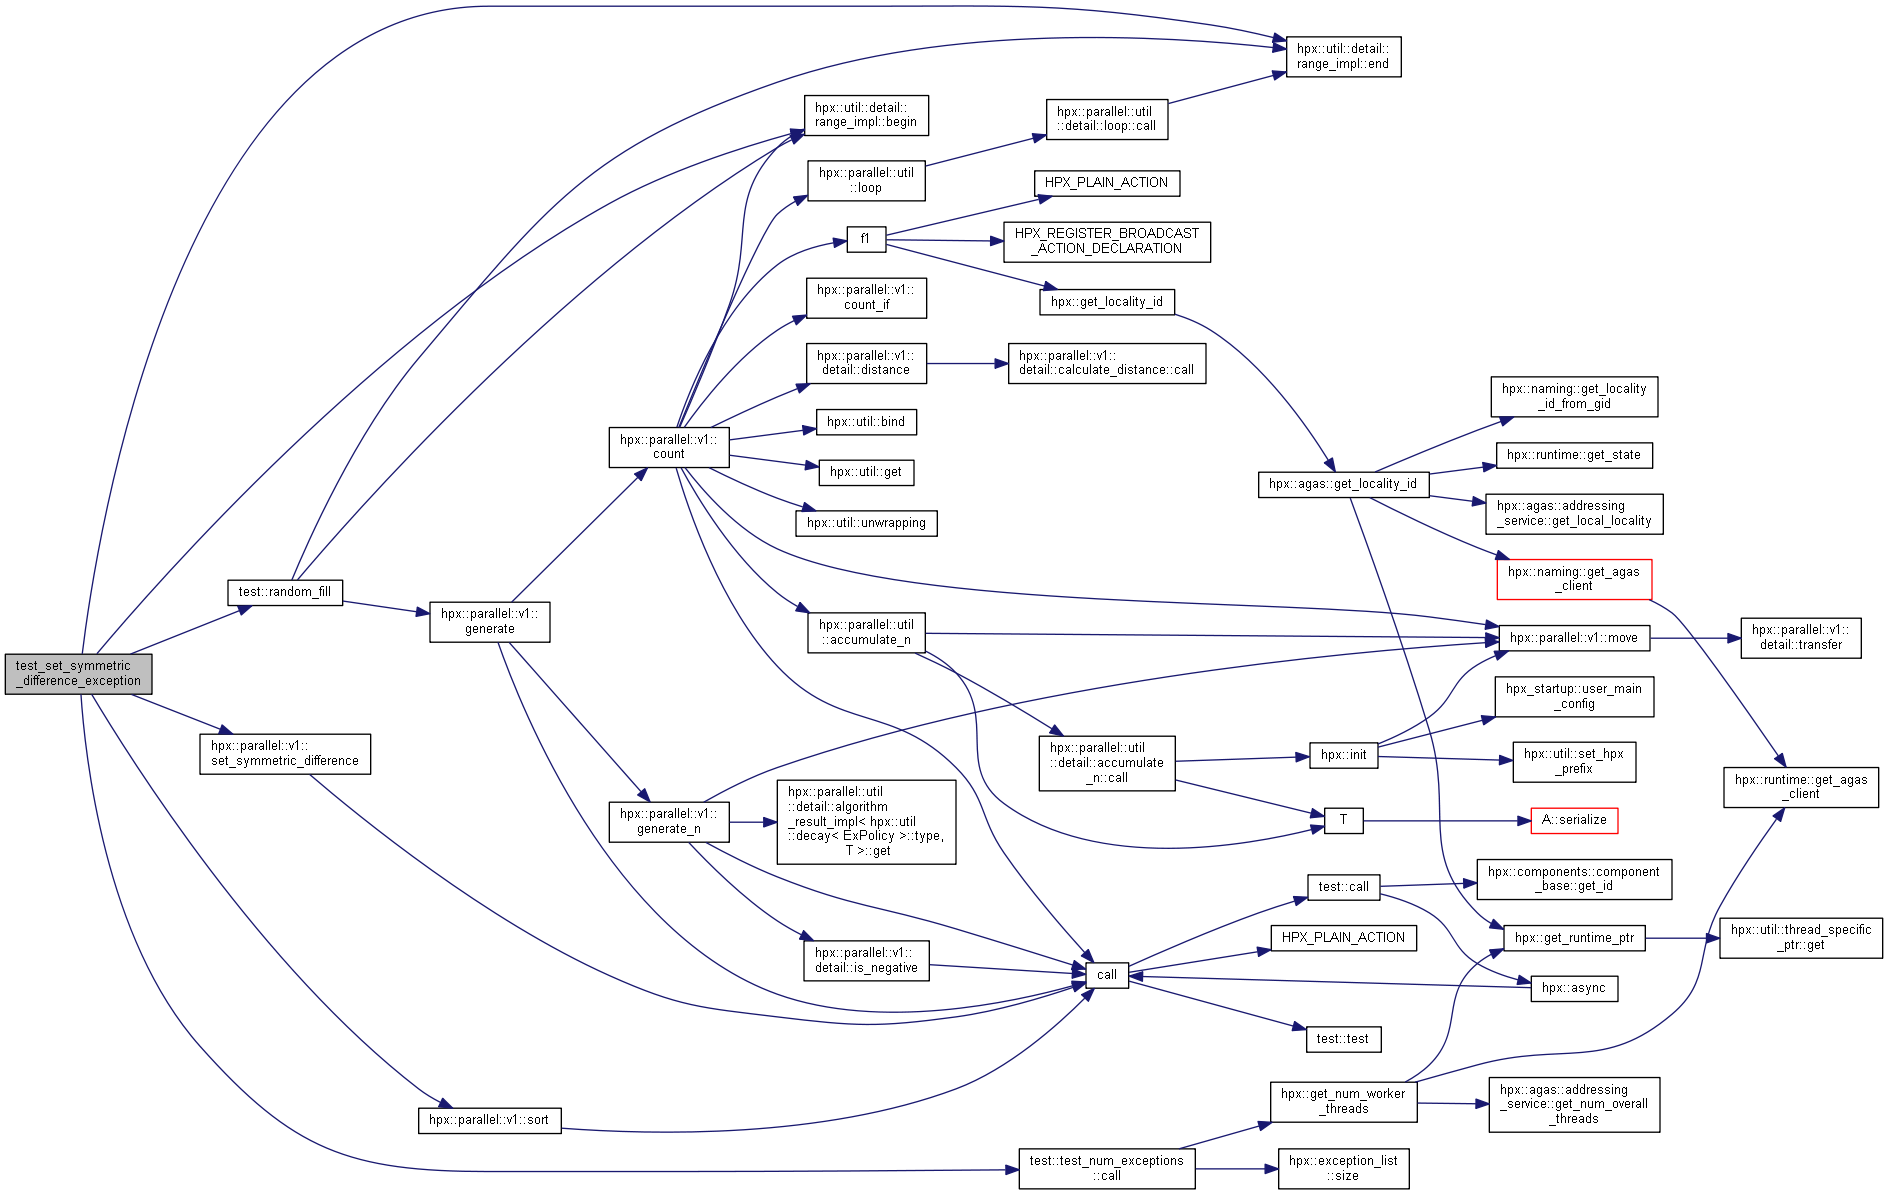 test_set_symmetric
_difference_exception
test::random_fill
hpx::parallel::v1::
set_symmetric_difference
hpx::parallel::v1::
generate
hpx::parallel::v1::sort
hpx::parallel::v1::
count
hpx::parallel::v1::
generate_n
hpx::util::detail::
range_impl::begin
hpx::parallel::util
::loop
f1
hpx::parallel::v1::
count_if
hpx::parallel::v1::
detail::distance
hpx::util::bind
hpx::util::get
hpx::util::unwrapping
hpx::parallel::util
::accumulate_n
hpx::parallel::util
::detail::algorithm
_result_impl< hpx::util
::decay< ExPolicy >::type,
T >::get
hpx::parallel::v1::
detail::is_negative
hpx::parallel::util
::detail::loop::call
HPX_PLAIN_ACTION
HPX_REGISTER_BROADCAST
_ACTION_DECLARATION
hpx::get_locality_id
hpx::parallel::v1::
detail::calculate_distance::call
hpx::parallel::util
::detail::accumulate
_n::call
call
test::test_num_exceptions
::call
hpx::util::detail::
range_impl::end
hpx::agas::get_locality_id
hpx::init
T
test::call
HPX_PLAIN_ACTION
test::test
hpx::get_num_worker
_threads
hpx::exception_list
::size
hpx::naming::get_locality
_id_from_gid
hpx::runtime::get_state
hpx::agas::addressing
_service::get_local_locality
hpx::naming::get_agas
_client
hpx::parallel::v1::move
hpx_startup::user_main
_config
hpx::util::set_hpx
_prefix
A::serialize
hpx::components::component
_base::get_id
hpx::get_runtime_ptr
hpx::async
hpx::agas::addressing
_service::get_num_overall
_threads
hpx::parallel::v1::
detail::transfer
hpx::runtime::get_agas
_client
hpx::util::thread_specific
_ptr::get